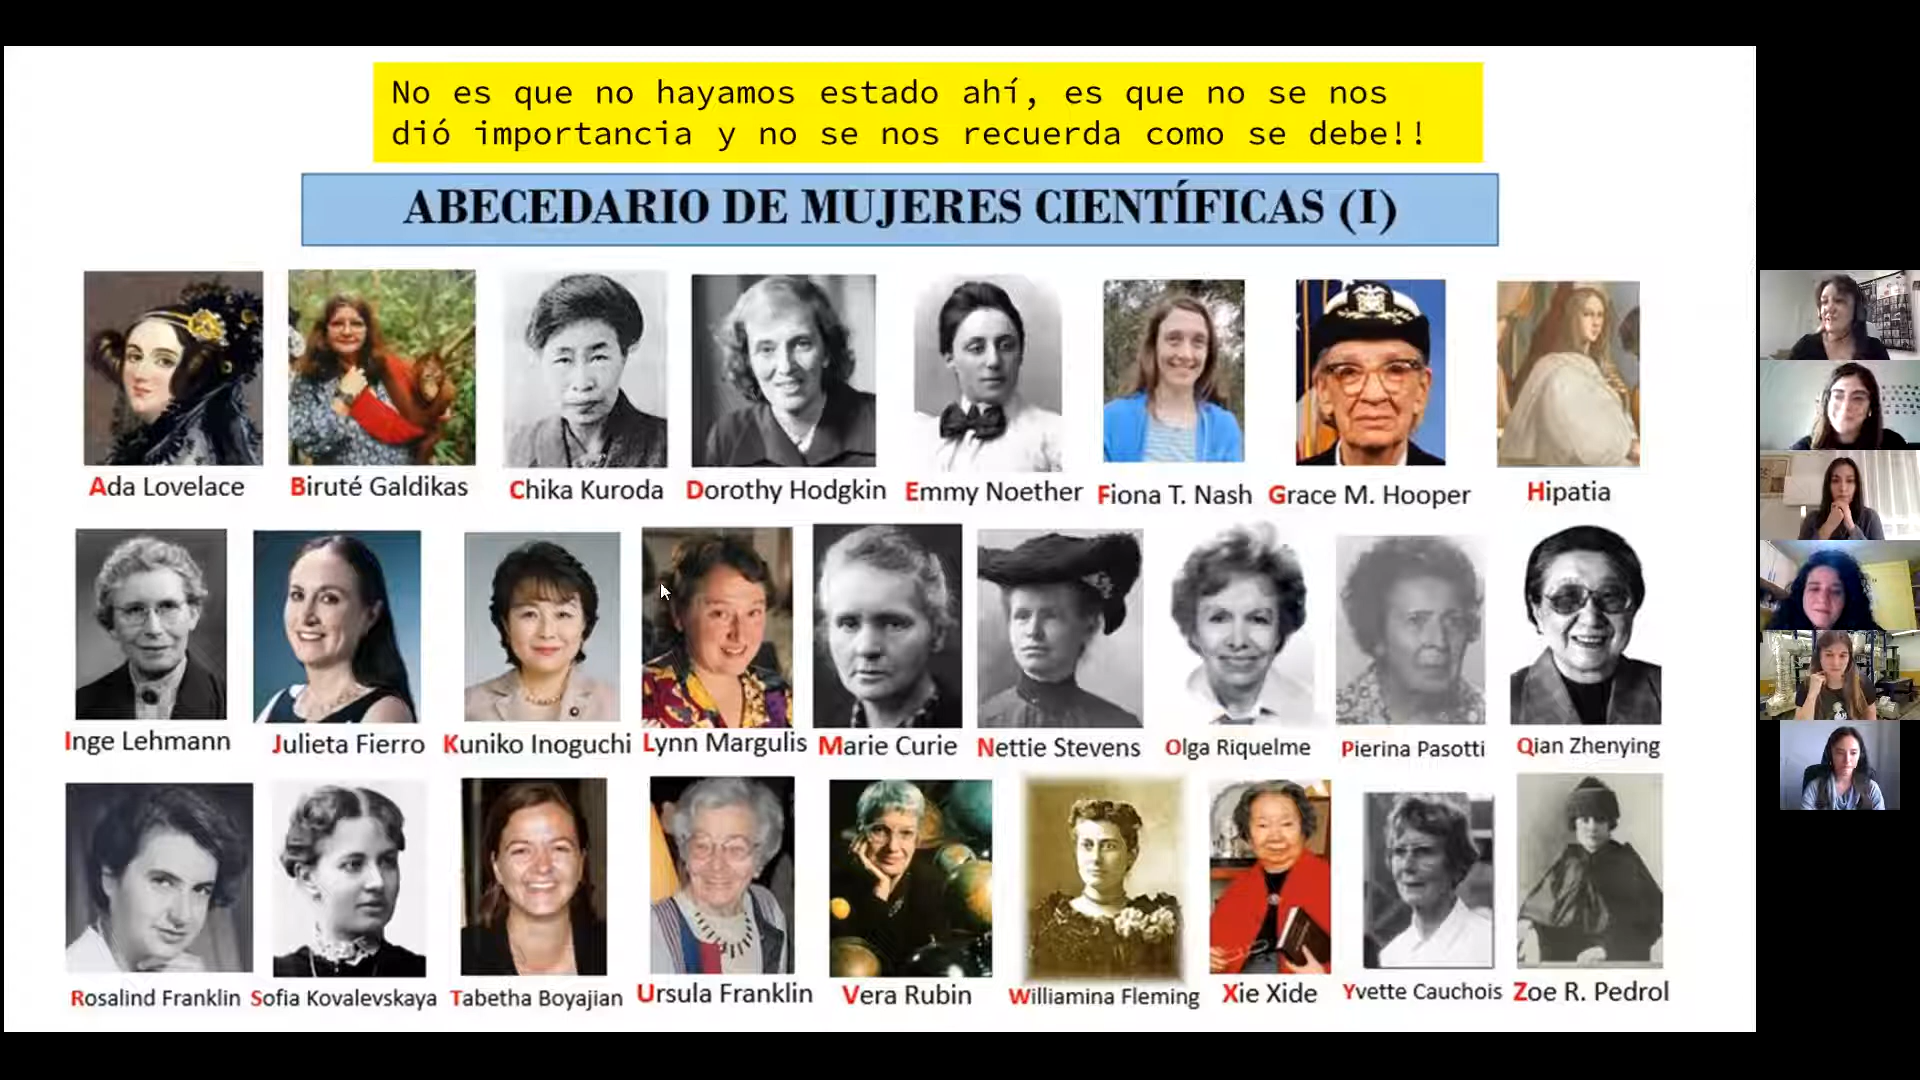 No es que no hayamos estado ahí, es que no se nos
dió importancia y no se nos recuerda como se debe!!
ABECEDARIO DE MUJERES CIENTÍFICAS (I)
Ada Lovelace
Biruté Galdikas
Chika Kuroda
Dorothy Hodgkin
Emmy Noether
Fiona T. Nash
Grace M. Hooper
Hipatia
Inge Lehmann
Julieta Fierro
Kuniko Inoguchi
Lynn Margulis
Marie Curie
Nettie Stevens
Olga Riquelme
Pierina Pasotti
Qian Zhenying
Rosalind Franklin
Sofia Kovalevskaya
Tabetha Boyajian
Ursula Franklin
Vera Rubin
Williamina Fleming
Xie Xide
Yvette Cauchois
Zoe R. Pedrol